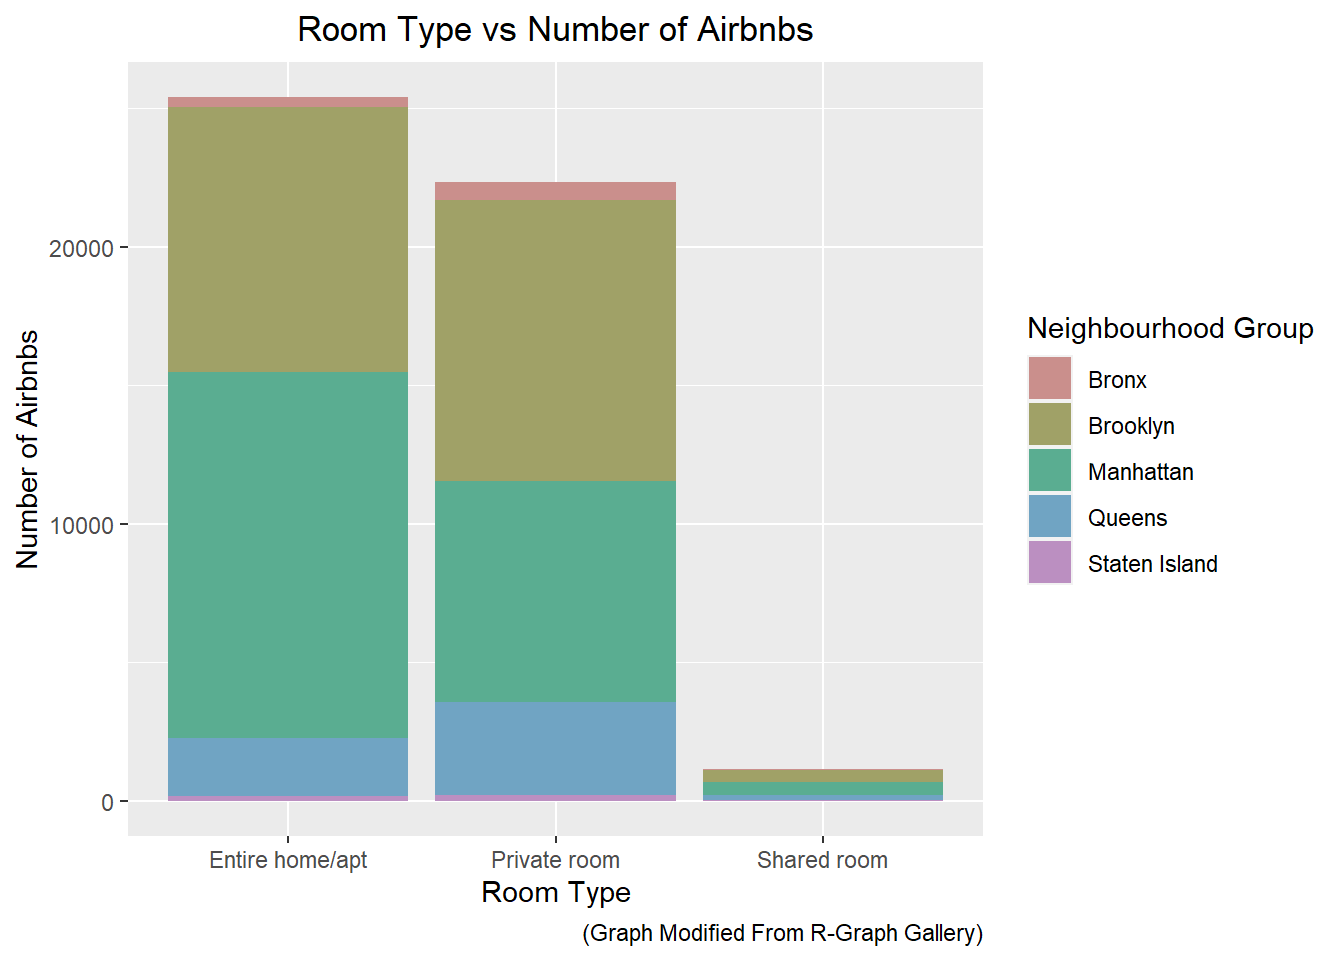 Room Type vs Number of Airbnbs
Number of Airbnbs
20000
10000
0
Entire home/apt
Private room
Shared room
Room Type
(Graph Modified From R-Graph Gallery)
Neighbourhood Group
Bronx
Brooklyn
Manhattan
Queens
Staten Island